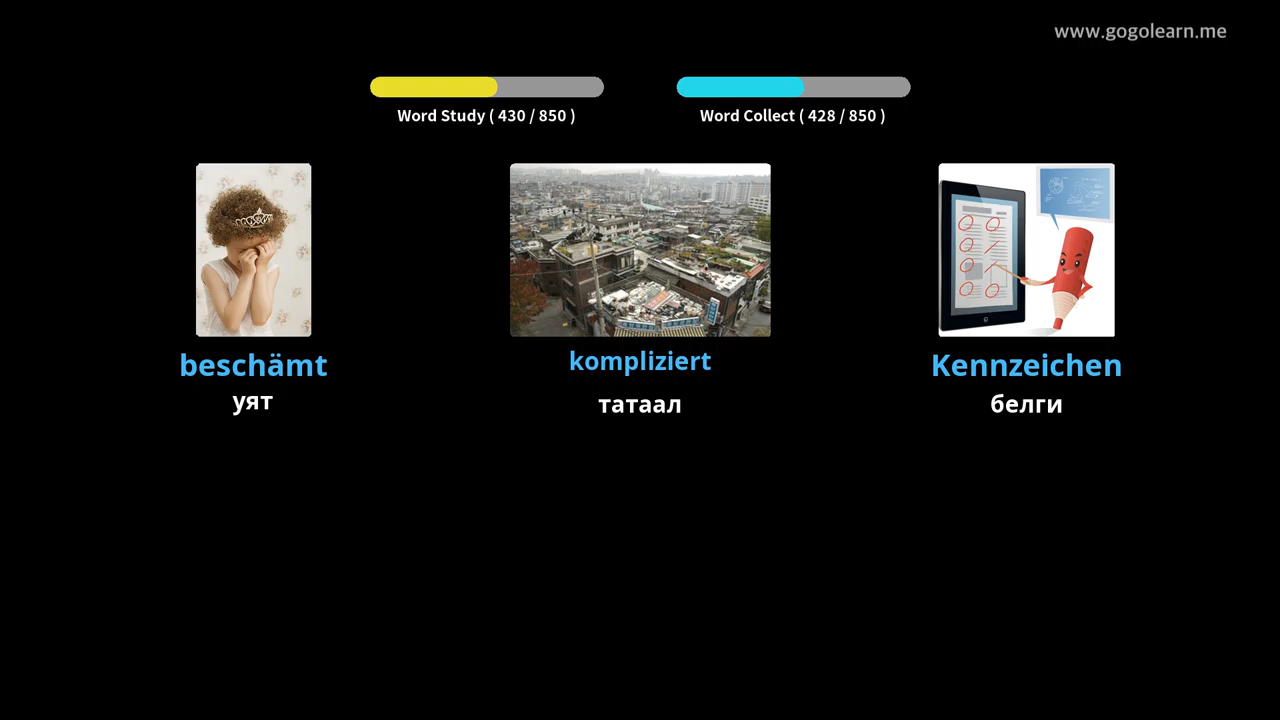 www.gogolearn.me
Word Study ( 430 / 850 )
Word Collect ( 428 / 850 )
beschämt
kompliziert
Kennzeichen
уят
татаал
белги